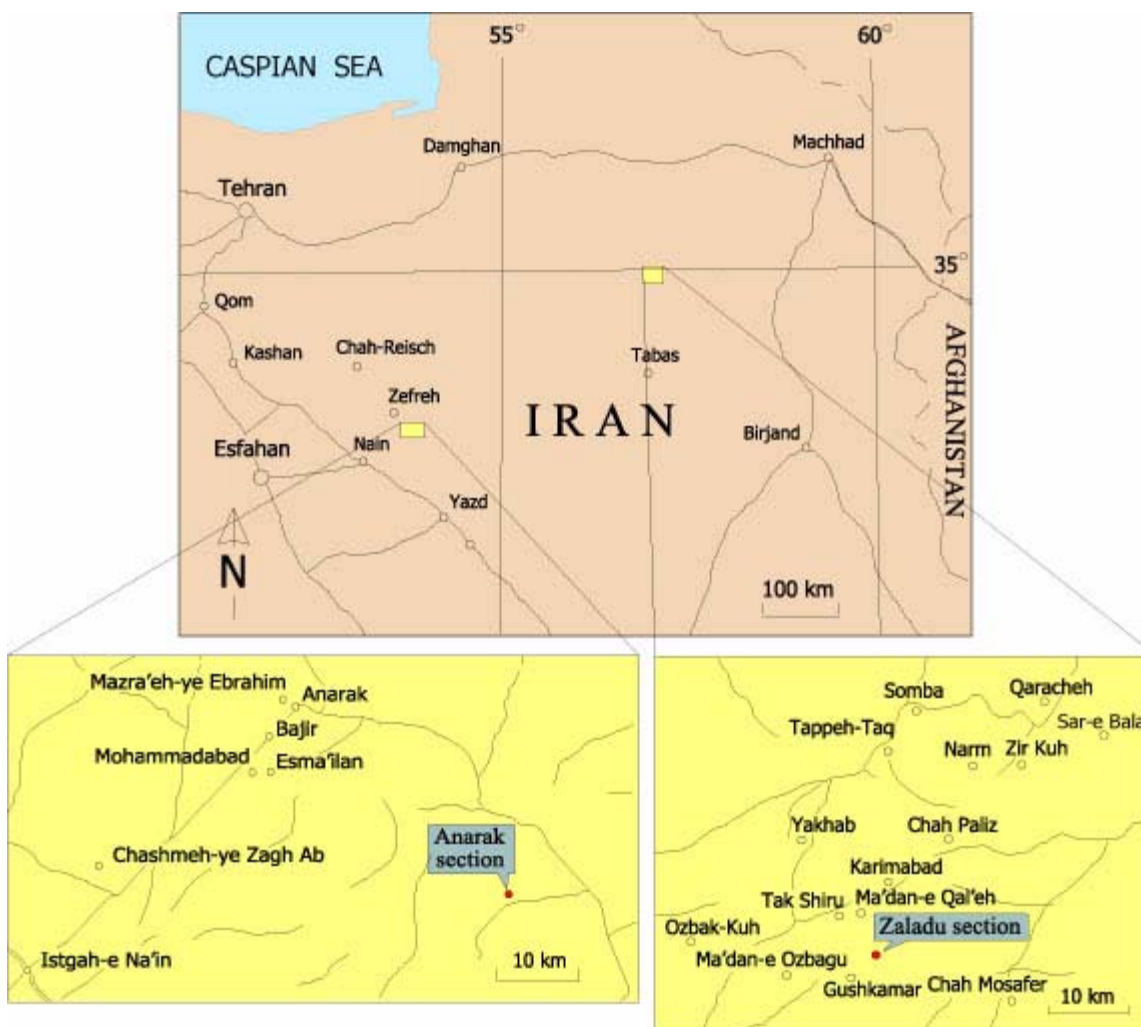 55°
60°
CASPIAN SEA
Damghan
Machhad
Tehran
35°
Qom
Kashan
Chah-Reisch
Tabas
Zefreh
IRAN
AFGHANISTAN
Esfahan
Nain
Birjand
Yazd
N
100 km
Mazra'eh-ye Ebrahim
Anarak
Bajir
Mohammadabad
Esma'ilan
Anarak
section
Chashmeh-ye Zagh Ab
Istgah-e Na'in
10 km
Somba
Qaracheh
Tappeh-Taq
Sar-e Bala
Narm
Zir Kuh
Yakhab
Chah Paliz
Karimabad
Tak Shiru
Ma'dan-e Qal'eh
Ozbak-Kuh
Zaladu section
Ma'dan-e Ozbagu
Gushkamar
Chah Mosafer
10 km